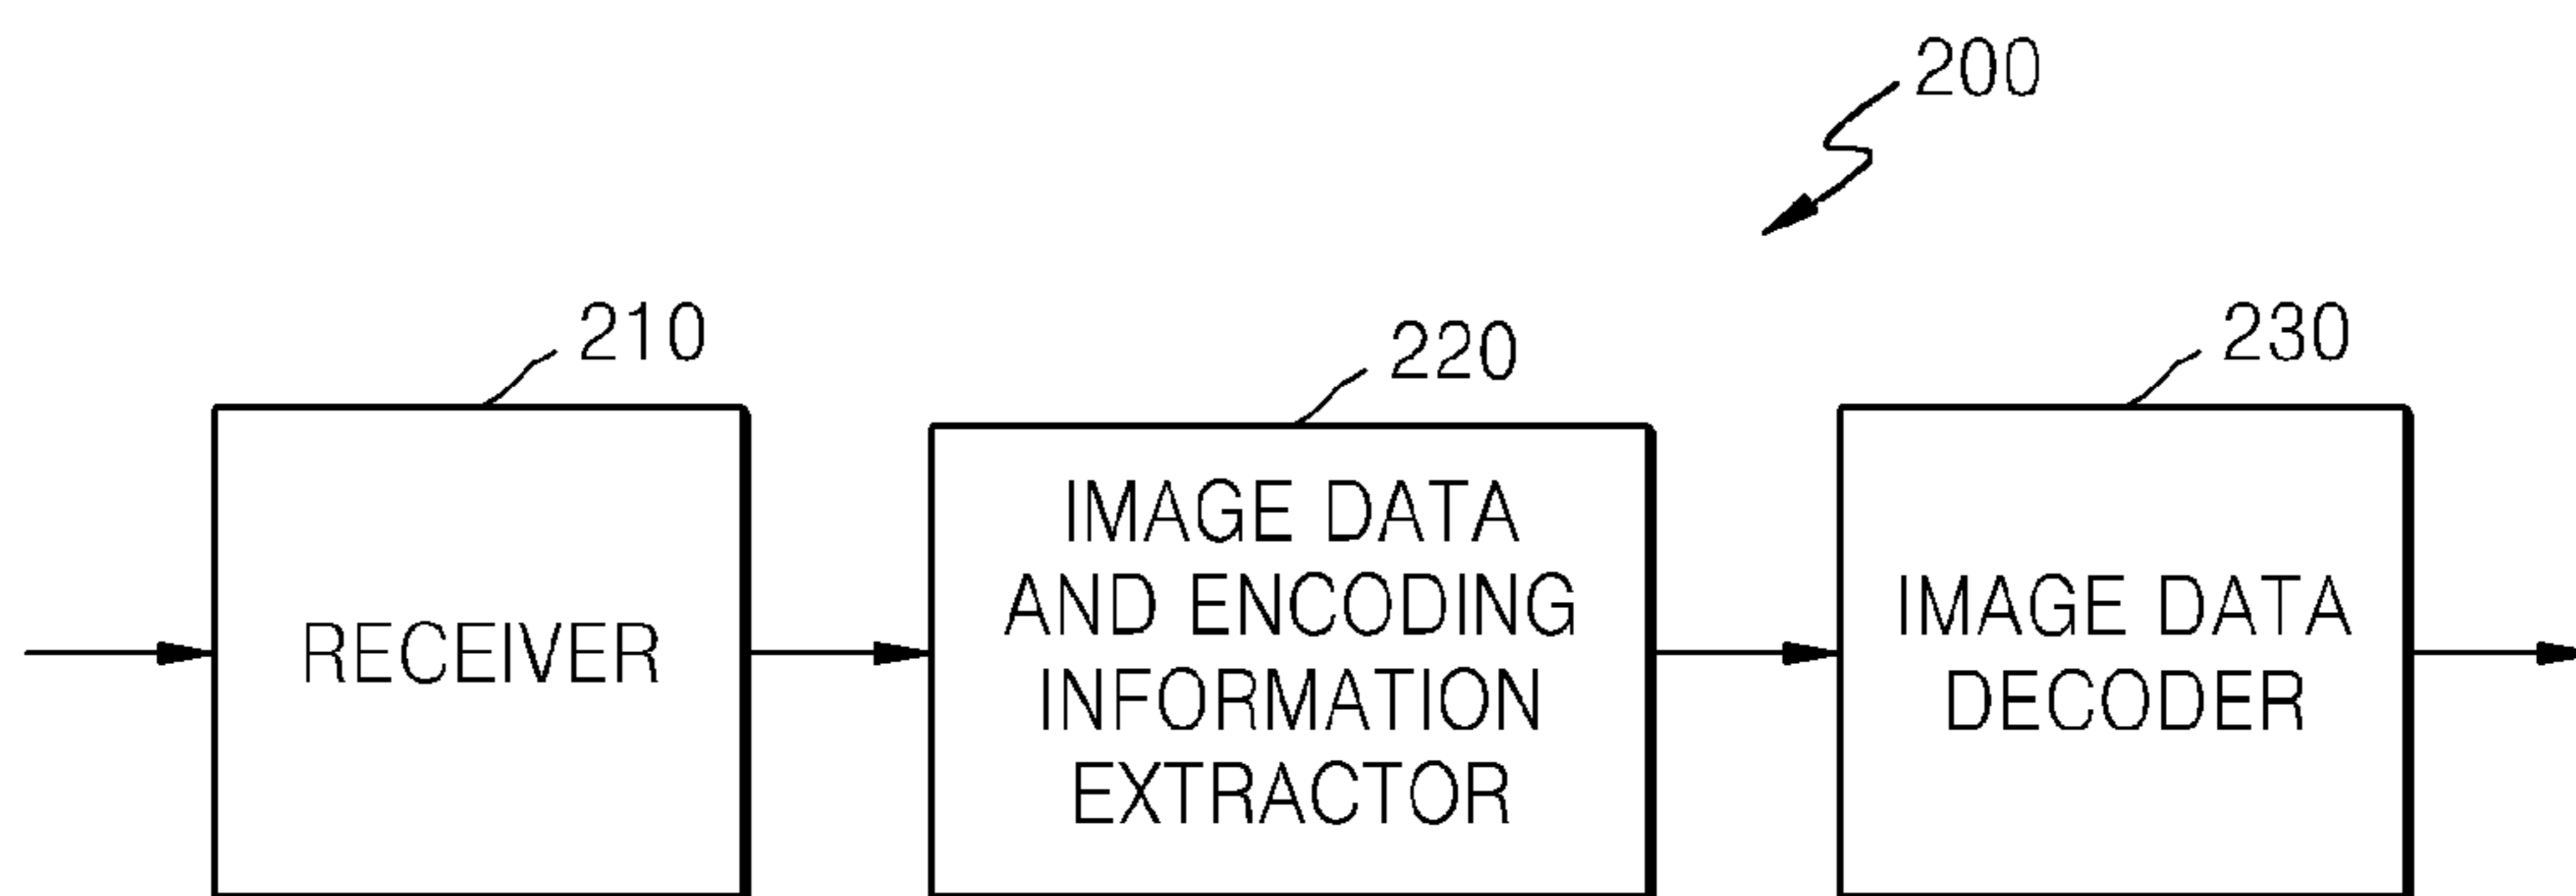 200
210
220
230
RECEIVER
IMAGE DATA
AND ENCODING
INFORMATION
EXTRACTOR
IMAGE DATA
DECODER